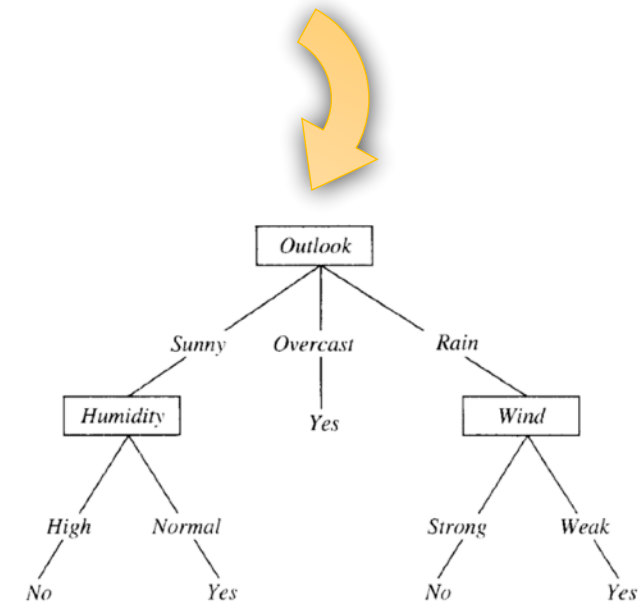 Outlook
Sunny Overcast Rain
Humidity Yes Wind
High Normal Strong Weak
No Yes No Yes